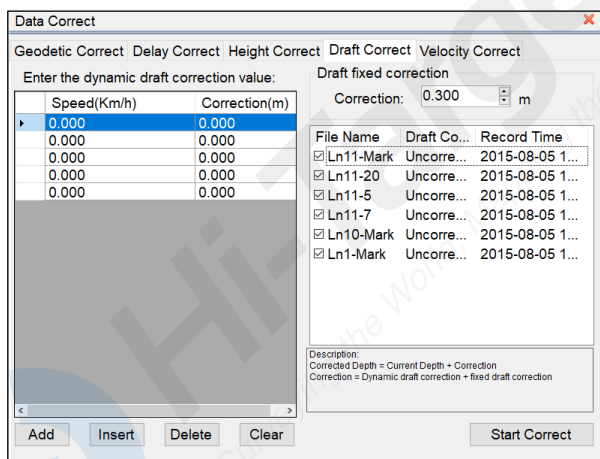 Data Correct
Geodetic Correct Delay Correct Height Correct Draft Correct Velocity Correct
Enter the dynamic draft correction value:
Speed(Km/h) Correction(m)
0.000 0.000
0.000 0.000
0.000 0.000
0.000 0.000
0.000 0.000
Add Insert Delete Clear
Draft fixed correction
Correction: 0.300 m
File Name Draft Co... Record Time
Ln11-Mark Uncorre... 2015-08-05 1...
Ln11-20 Uncorre... 2015-08-05 1...
Ln11-5 Uncorre... 2015-08-05 1...
Ln11-7 Uncorre... 2015-08-05 1...
Ln10-Mark Uncorre... 2015-08-05 1...
Ln1-Mark Uncorre... 2015-08-05 1...
Description:
Corrected Depth = Current Depth + Correction
Correction = Dynamic draft correction + fixed draft correction
Start Correct
Hi-Targe
the World,